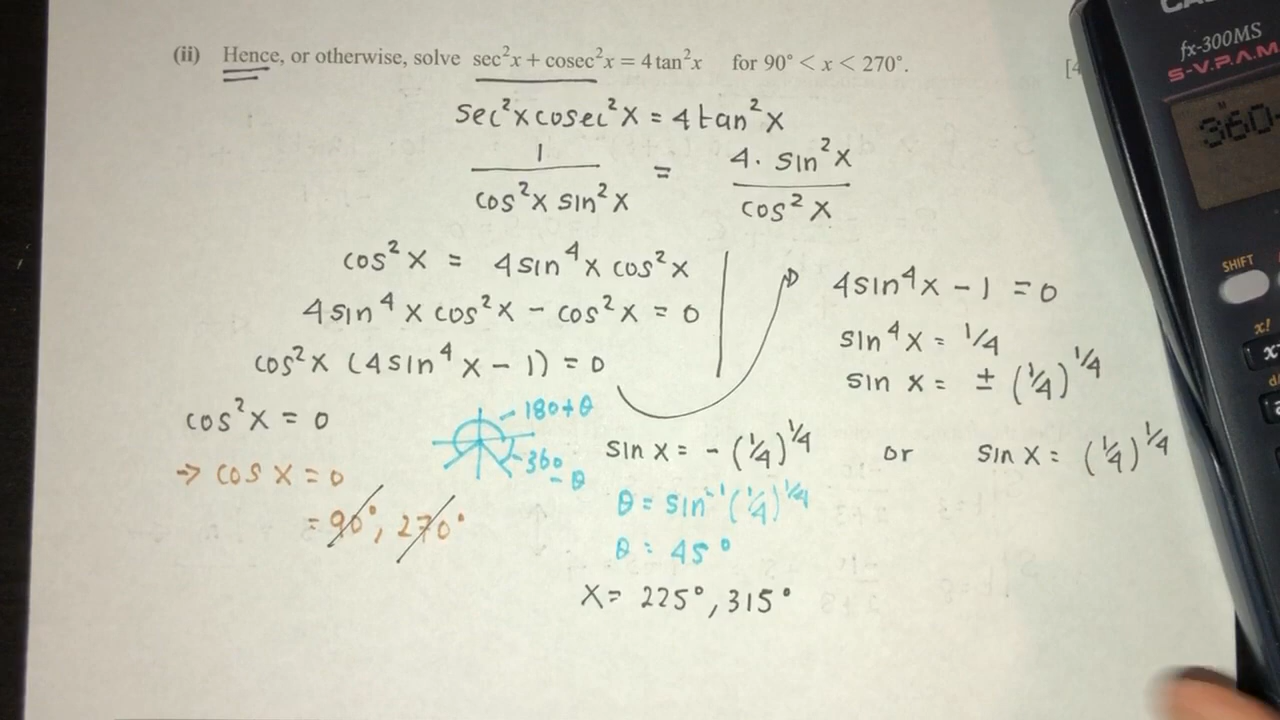 (ii) Hence, or otherwise, solve sec²x + cosec²x = 4 tan²x for 90° < x < 270°. [4
sec²x cosec²x = 4tan²x
1/(cos²x sin²x) = 4. sin²x/cos²x
cos²x = 4sin⁴x cos²x
4sin⁴x cos²x - cos²x = 0
cos²x (4sin⁴x - 1) = 0
4sin⁴x - 1 = 0
sin⁴x = 1/4
sin x = ± (1/4)^1/4
cos²x = 0
→ cos x = 0
= 90°, 270°
180+θ
360-θ
sin x = - (1/4)^1/4 or sin x = (1/4)^1/4
θ = sin⁻¹(1/4)^1/4
θ = 45°
x = 225°, 315°
fx-300MS
S-V.P.A.M
360-
SHIFT
x!